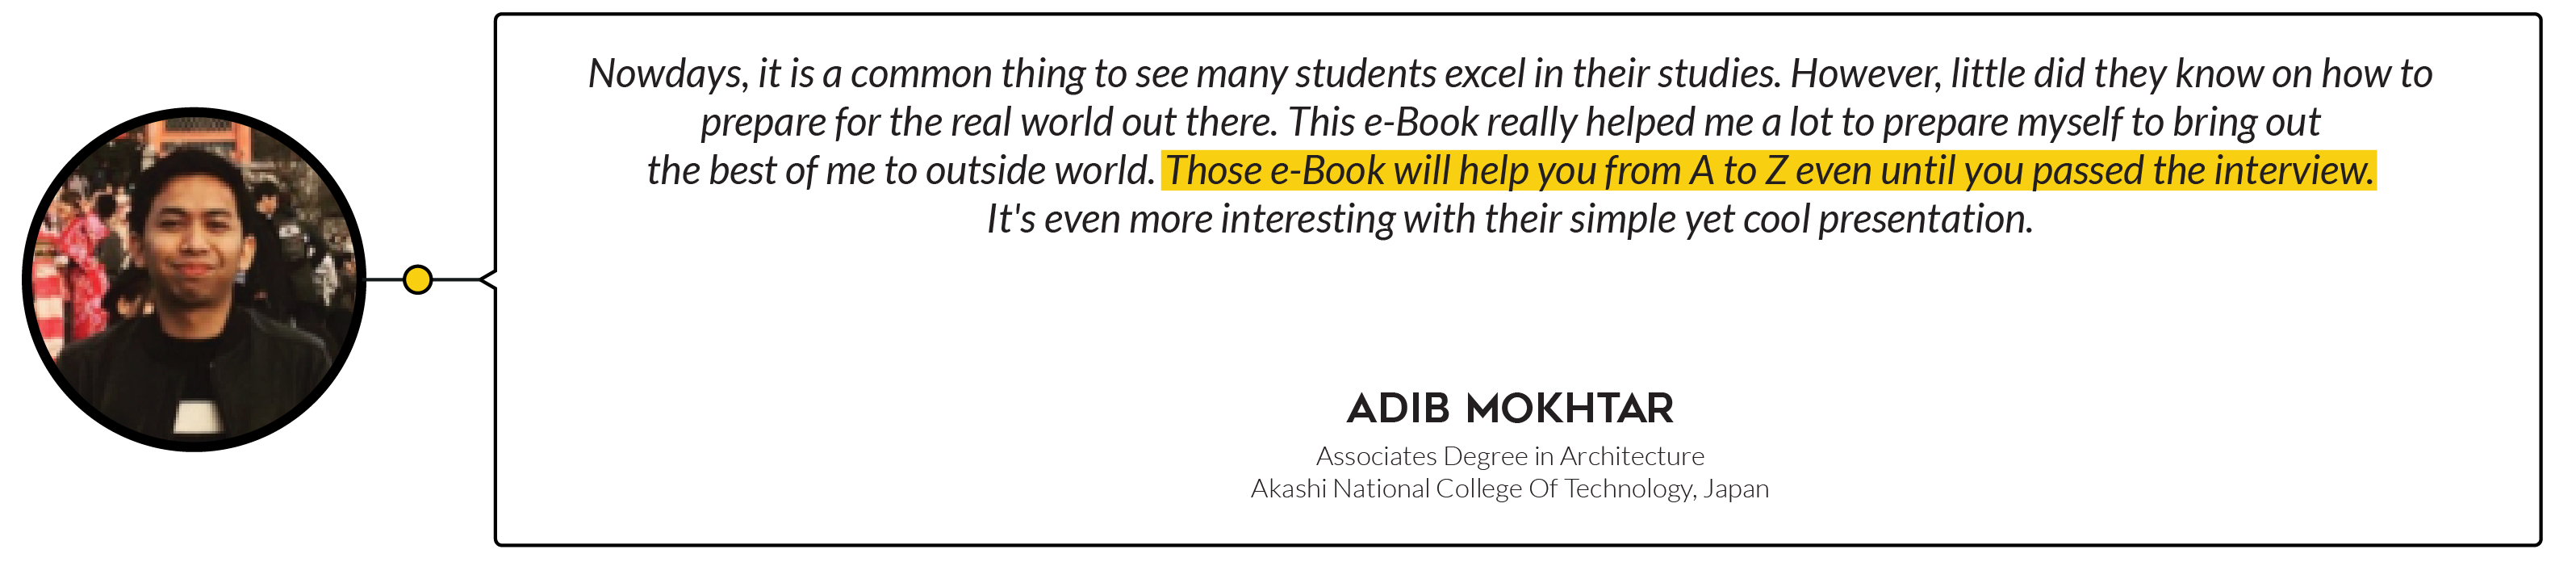 Nowdays, it is a common thing to see many students excel in their studies. However, little did they know on how to
prepare for the real world out there. This e-Book really helped me a lot to prepare myself to bring out
the best of me to outside world. Those e-Book will help you from A to Z even until you passed the interview.
It's even more interesting with their simple yet cool presentation.
ADIB MOKHTAR
Associates Degree in Architecture
Akashi National College Of Technology, Japan